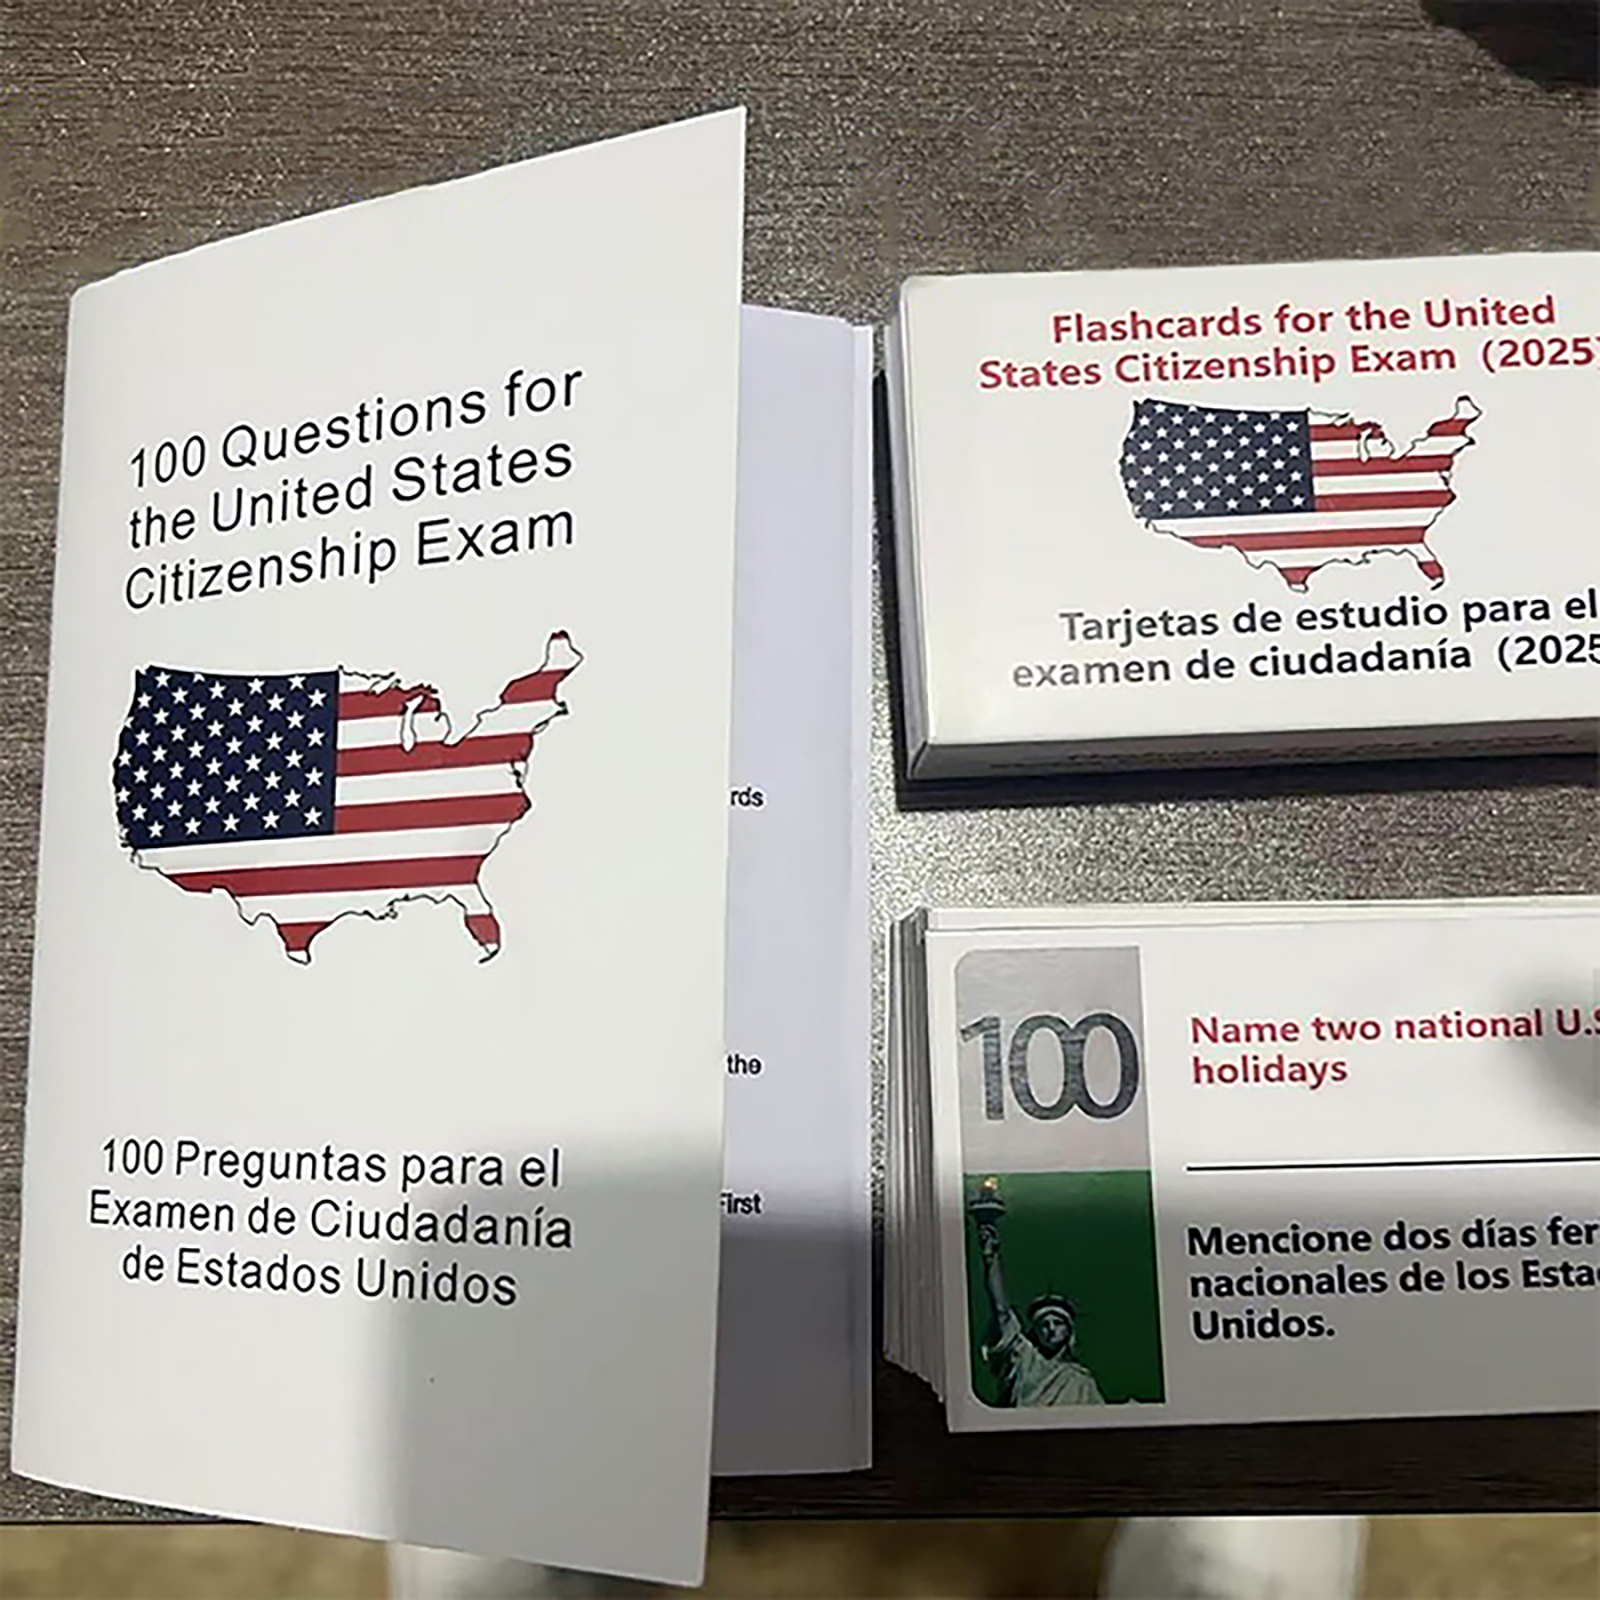 100 Questions for
the United States
Citizenship Exam
100 Preguntas para el
Examen de Ciudadanía
de Estados Unidos
rds
the
First
Flashcards for the United
States Citizenship Exam (2025)
Tarjetas de estudio para el
examen de ciudadanía (2025
100
Name two national U.S
holidays
Mencione dos días fer
nacionales de los Esta
Unidos.